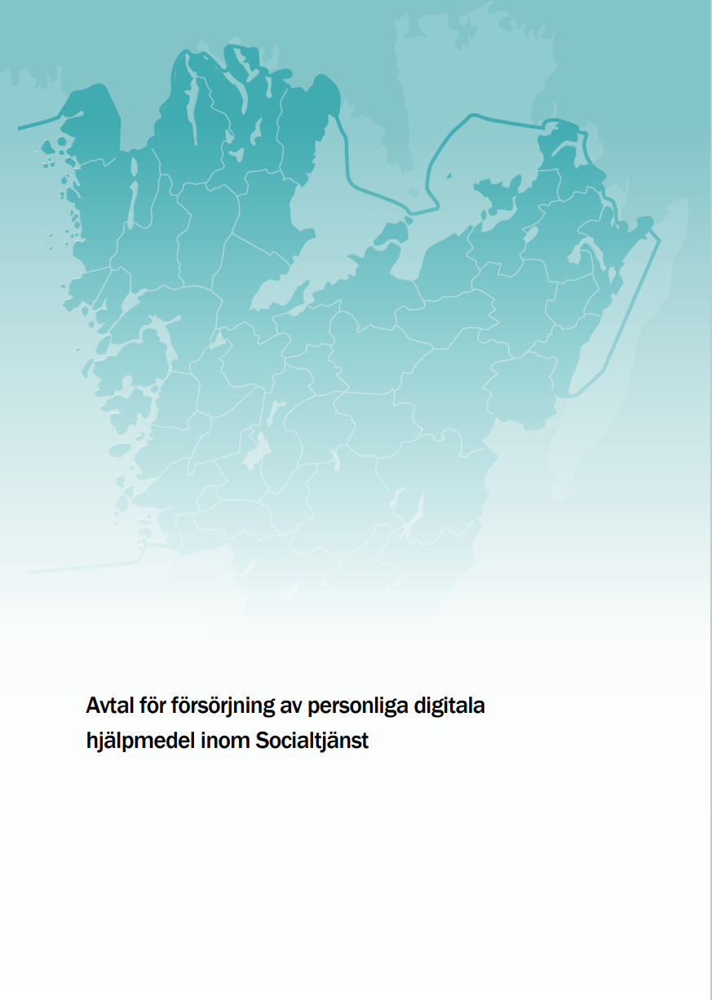 Avtal för försörjning av personliga digitala
hjälpmedel inom Socialtjänst